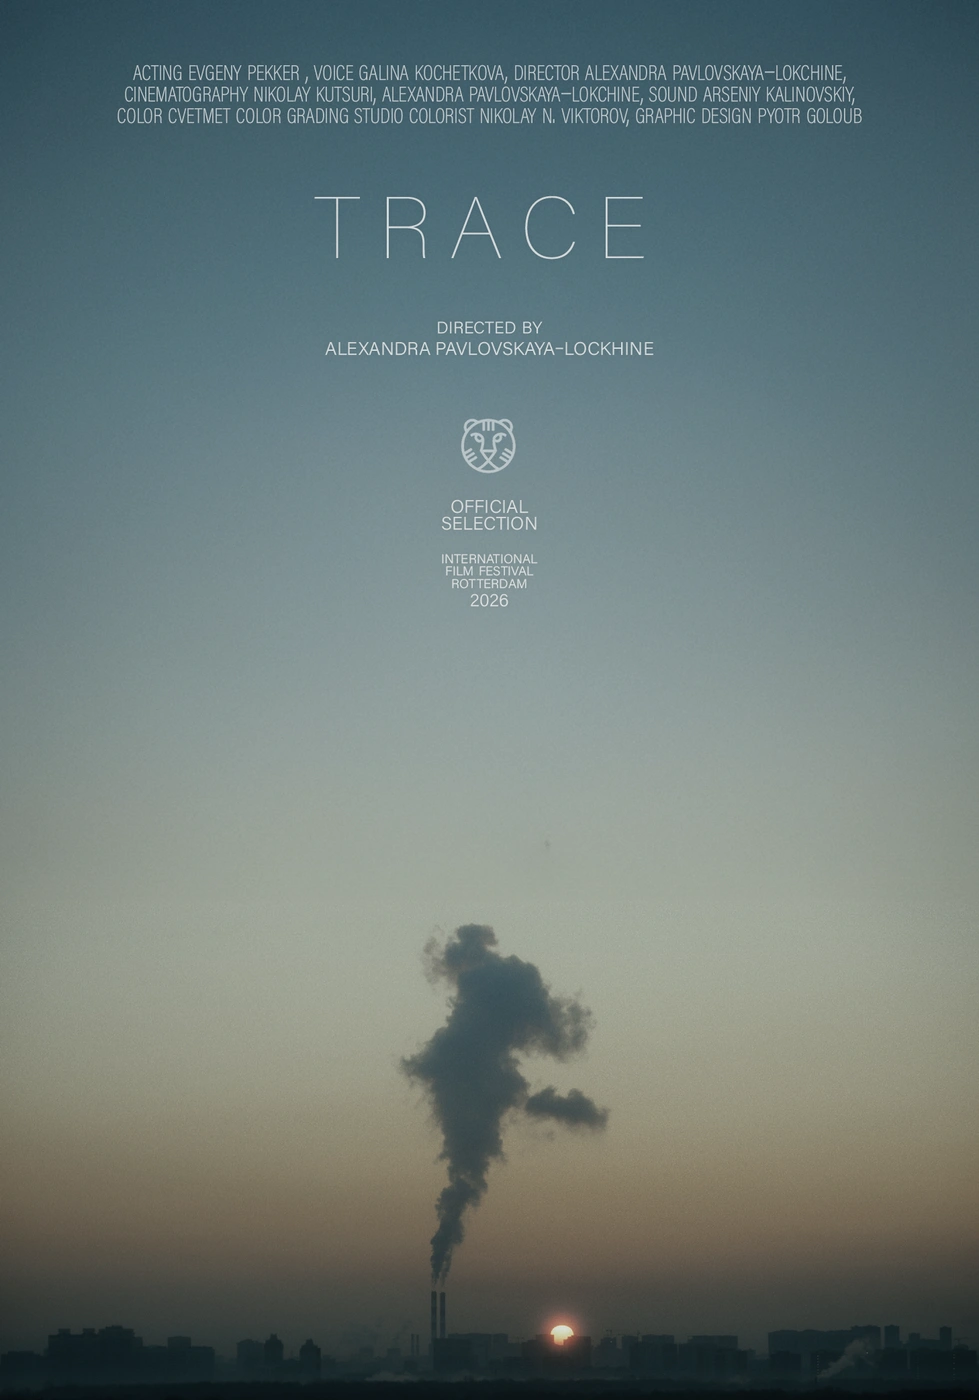 ACTING EVGENY PEKKER , VOICE GALINA KOCHETKOVA, DIRECTOR ALEXANDRA PAVLOVSKAYA–LOKCHINE,
CINEMATOGRAPHY NIKOLAY KUTSURI, ALEXANDRA PAVLOVSKAYA–LOKCHINE, SOUND ARSENIY KALINOVSKIY,
COLOR CVETMET COLOR GRADING STUDIO COLORIST NIKOLAY N. VIKTOROV, GRAPHIC DESIGN PYOTR GOLOUB
TRACE
DIRECTED BY
ALEXANDRA PAVLOVSKAYA–LOCKHINE
OFFICIAL
SELECTION
INTERNATIONAL
FILM FESTIVAL
ROTTERDAM
2026